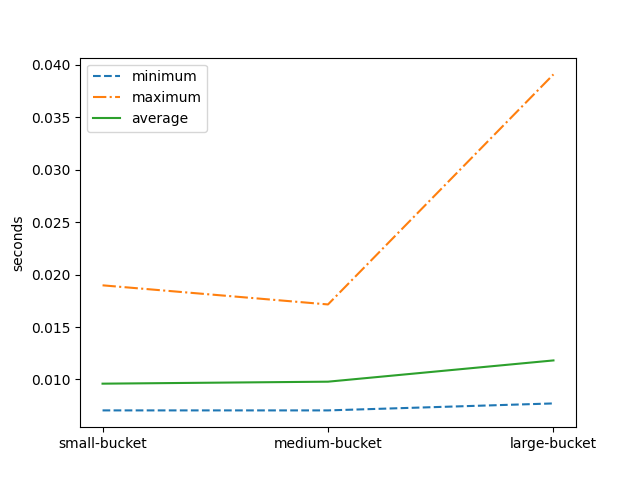 0.040
0.035
0.030
0.025
0.020
0.015
0.010
seconds
minimum
maximum
average
small-bucket
medium-bucket
large-bucket